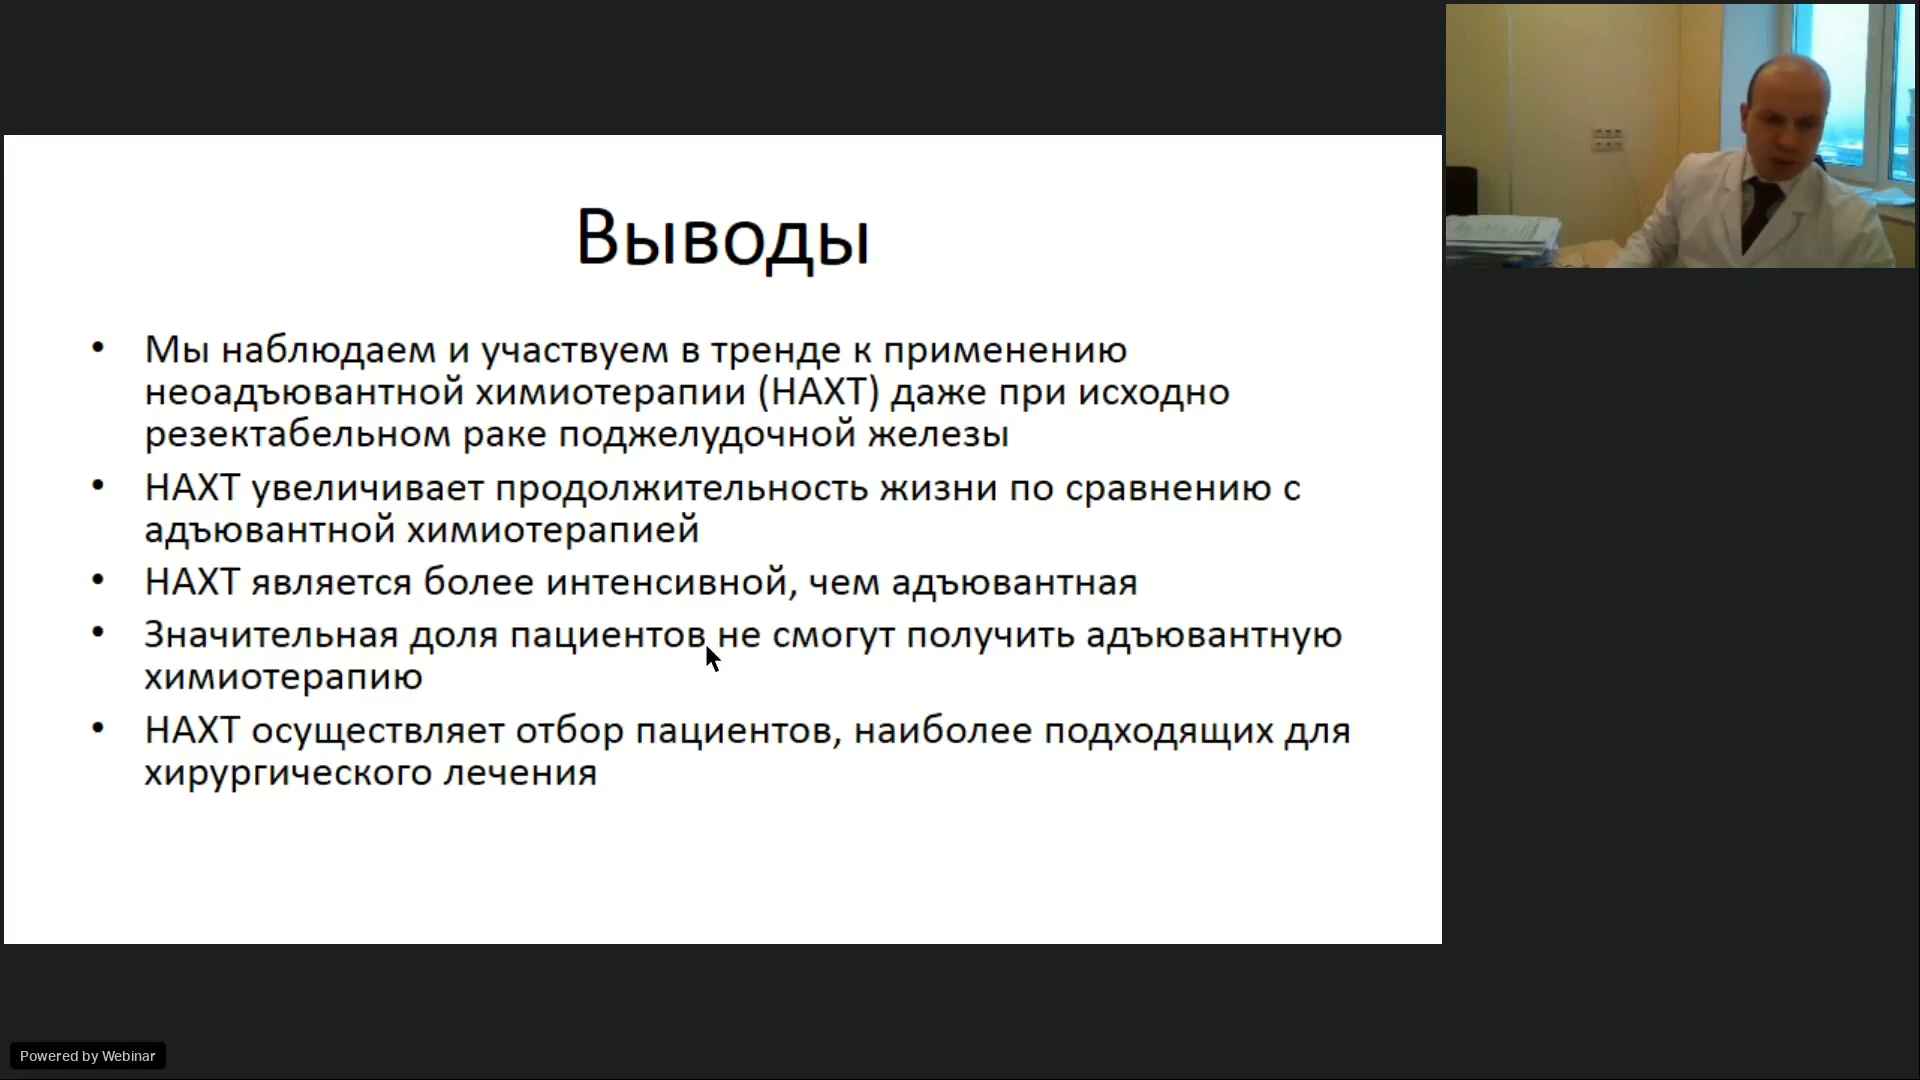 Выводы
• Мы наблюдаем и участвуем в тренде к применению
неоадъювантной химиотерапии (НАХТ) даже при исходно
резектабельном раке поджелудочной железы
• НАХТ увеличивает продолжительность жизни по сравнению с
адъювантной химиотерапией
• НАХТ является более интенсивной, чем адъювантная
• Значительная доля пациентов не смогут получить адъювантную
химиотерапию
• НАХТ осуществляет отбор пациентов, наиболее подходящих для
хирургического лечения
Powered by Webinar